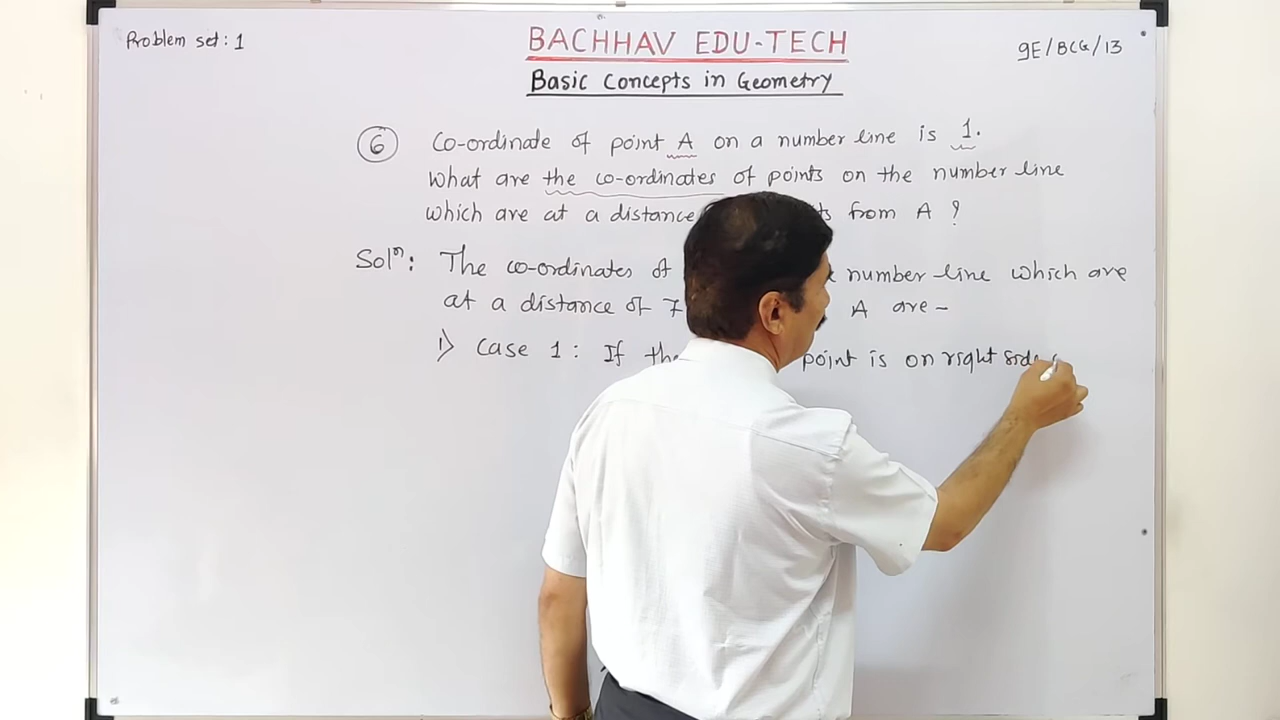 Problem set: 1
BACHHAV EDU-TECH
9E/BCG/13
Basic Concepts in Geometry
6 Co-ordinate of point A on a number line is 1.
What are the co-ordinates of points on the number line
which are at a distance from A ?
Solⁿ: The co-ordinates of number line which are
at a distance of 7 A are -
1) Case 1: If the point is on right side